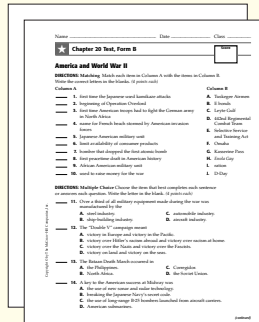 Name Date Class
Chapter 20 Test, Form B
America and World War II
DIRECTIONS: Matching Match each item in Column A with the items in Column B.
Write the correct letters in the blanks. (4 points each)
Column A Column B
1. first time the Japanese used kamikaze attacks
2. beginning of Operation Overlord
3. first time American troops had to fight the German army
in North Africa
4. name for French beach stormed by American invasion
forces
5. Japanese American military unit
6. limit availability of consumer products
7. bomber that dropped the first atomic bomb
8. first peacetime draft in American history
9. African American military unit
10. used to raise money for the war
A. Tuskegee Airmen
B. E bonds
C. Leyte Gulf
D. 442nd Regimental
Combat Team
E. Selective Service
and Training Act
F. Omaha
G. Kasserine Pass
H. Enola Gay
I. ration
J. D-Day
DIRECTIONS: Multiple Choice Choose the item that best completes each sentence
or answers each question. Write the letter in the blank. (4 points each)
11. Over a third of all military equipment made during the war was
manufactured by the
A. steel industry. C. automobile industry.
B. ship-building industry. D. aircraft industry.
12. The "Double V" campaign meant
A. victory in Europe and victory in the Pacific.
B. victory over Hitler's racism abroad and victory over racism at home.
C. victory over the Nazis and victory over the Fascists.
D. victory on land and victory on the seas.
13. The Bataan Death March occurred in
A. the Philippines. C. Corregidor.
B. North Africa. D. the Soviet Union.
14. A key to the American success at Midway was
A. the use of new sonar and radar technology.
B. breaking the Japanese Navy's secret code.
C. the use of long-range B-25 bombers launched from aircraft carriers.
D. American submarines.
(continued)